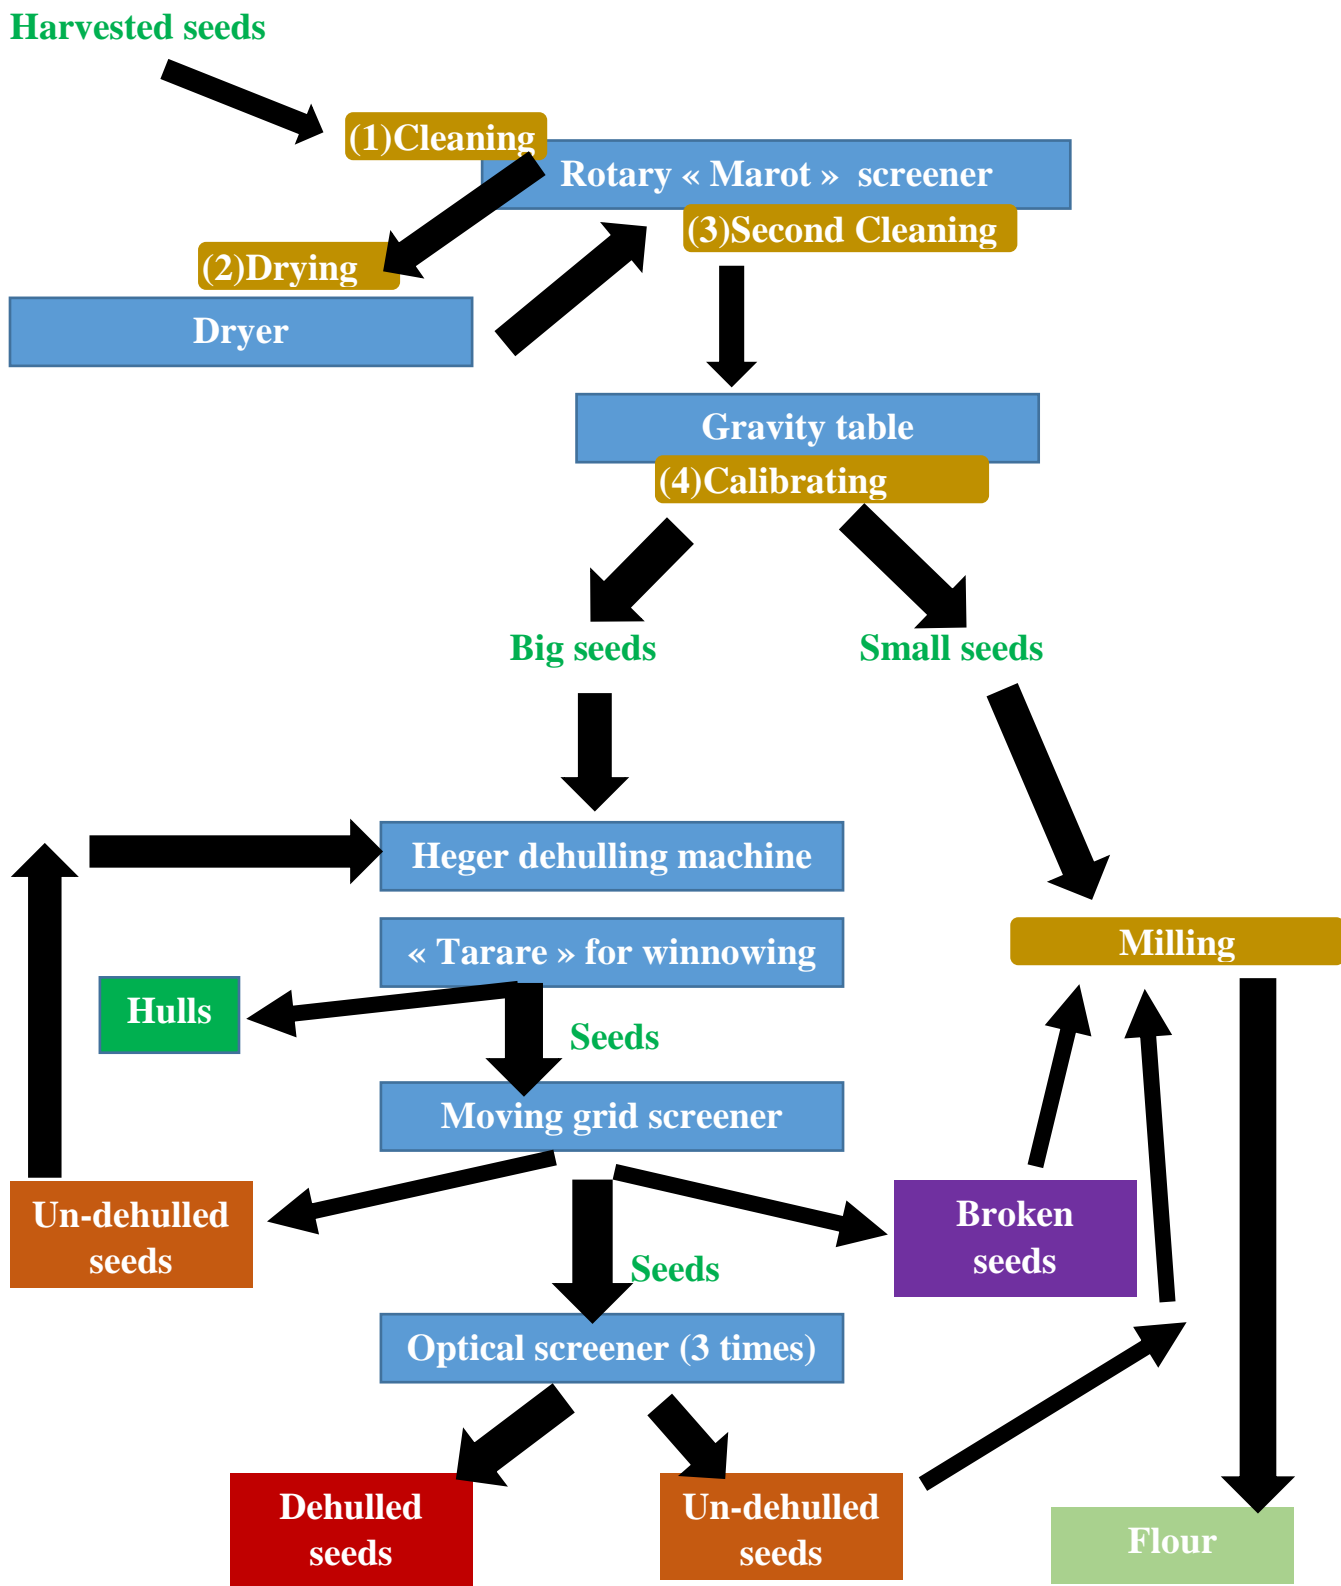 Harvested seeds
(1)Cleaning
Rotary « Marot » screener
(3)Second Cleaning
(2)Drying
Dryer
Gravity table
(4)Calibrating
Big seeds
Small seeds
Heger dehulling machine
« Tarare » for winnowing
Milling
Hulls
Seeds
Moving grid screener
Un-dehulled
seeds
Broken
seeds
Seeds
Optical screener (3 times)
Dehulled
seeds
Un-dehulled
seeds
Flour